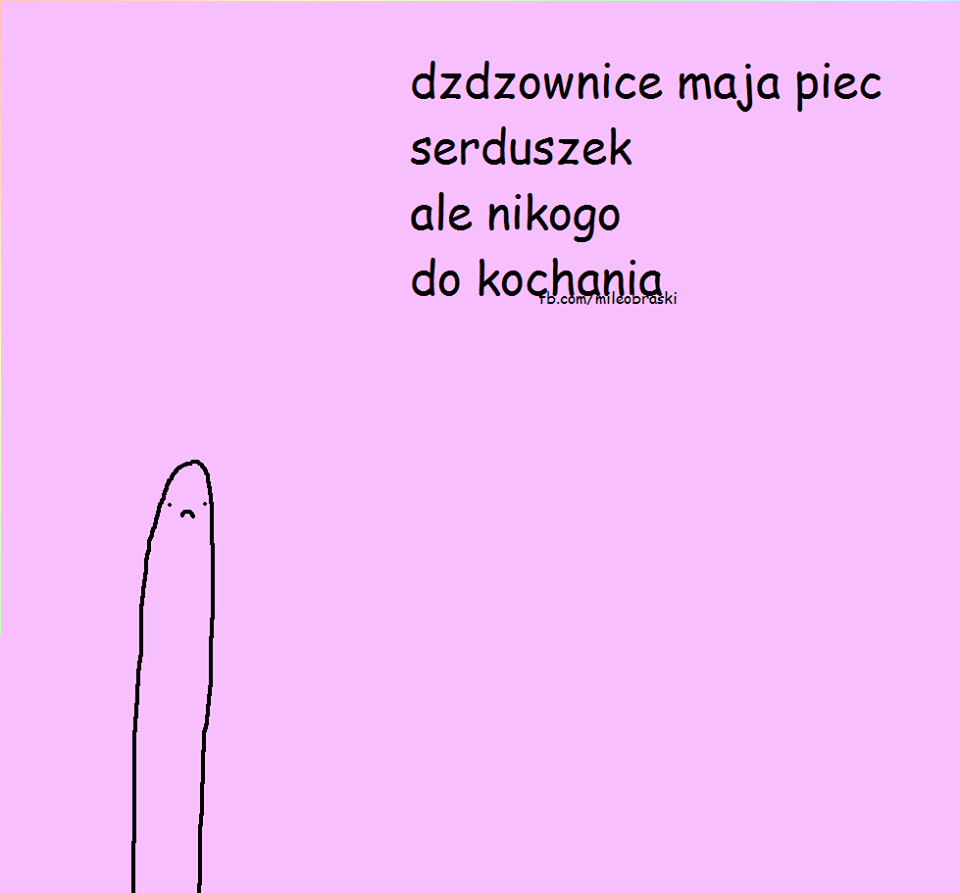 dzdzownice maja piec
serduszek
ale nikogo
do kochania
fb.com/mileobraski